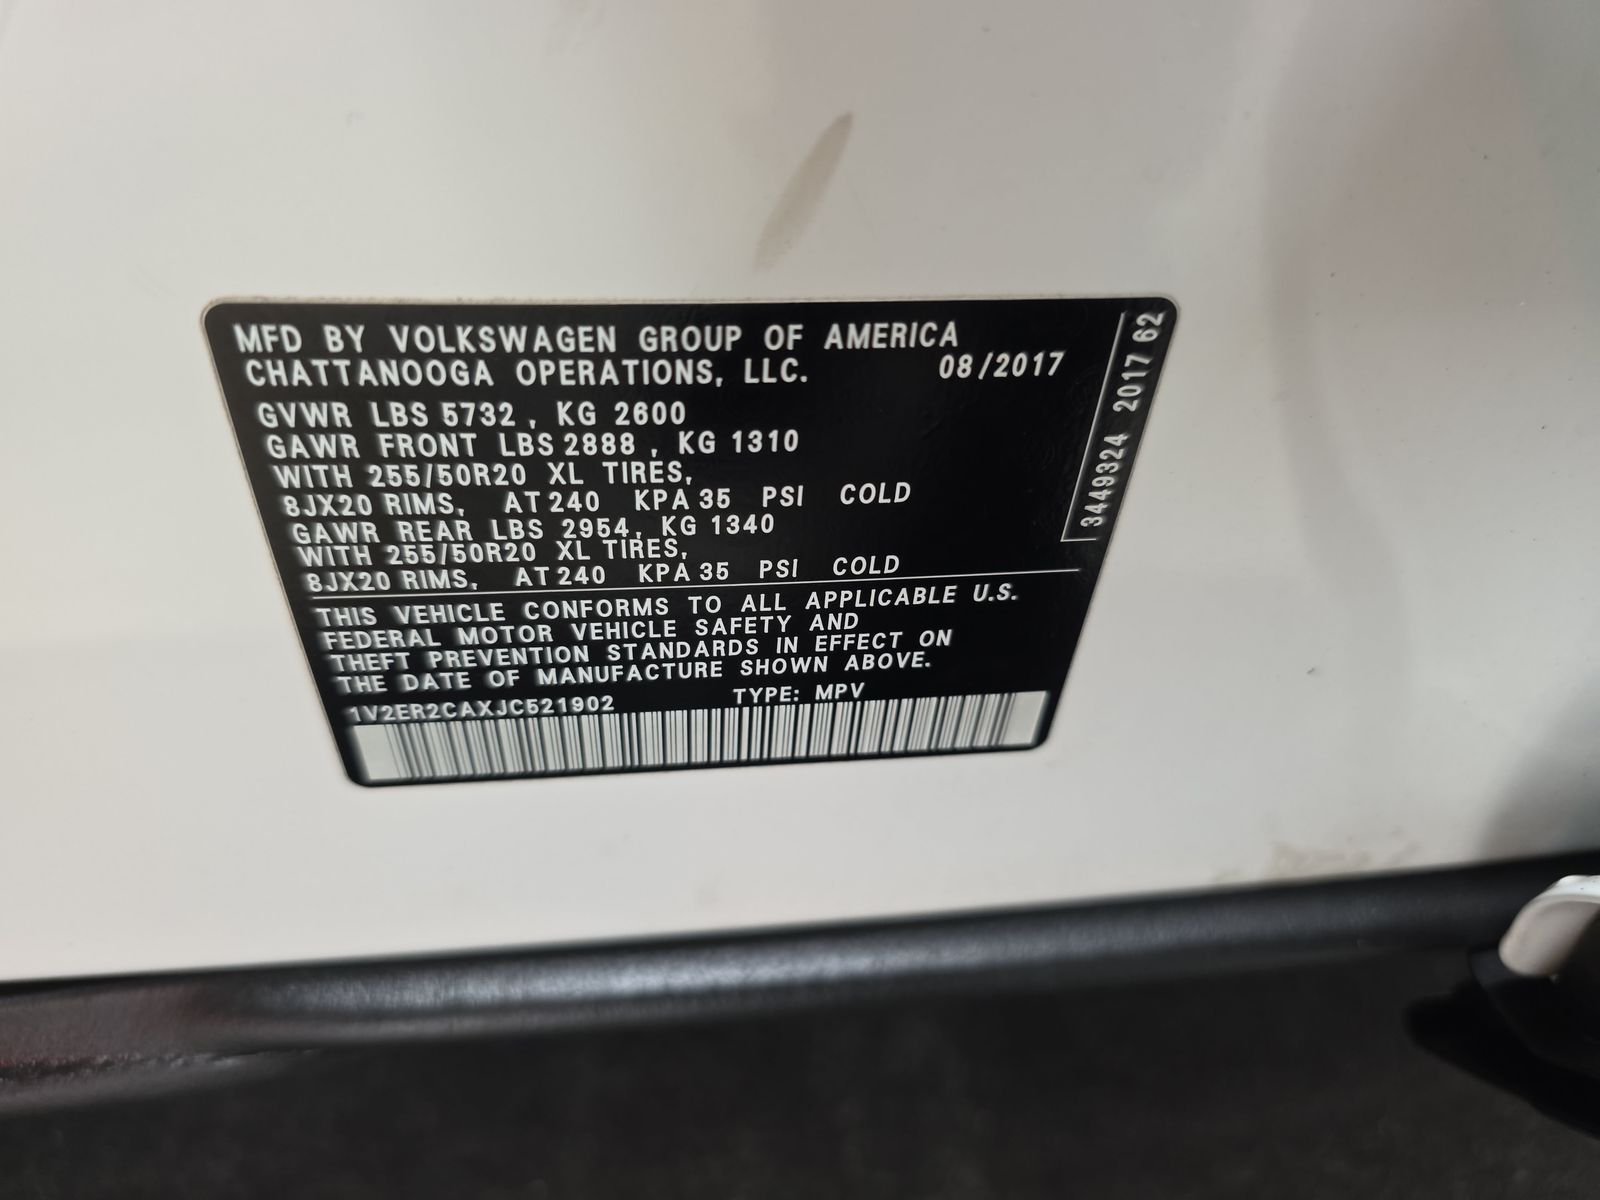 MFD BY VOLKSWAGEN GROUP OF AMERICA
CHATTANOOGA OPERATIONS, LLC. 08/2017
GVWR LBS 5732, KG 2600
GAWR FRONT LBS 2888, KG 1310
WITH 255/50R20 XL TIRES,
8JX20 RIMS, AT 240 KPA 35 PSI COLD
GAWR REAR LBS 2954, KG 1340
WITH 255/50R20 XL TIRES,
8JX20 RIMS, AT 240 KPA 35 PSI COLD
THIS VEHICLE CONFORMS TO ALL APPLICABLE U.S.
FEDERAL MOTOR VEHICLE SAFETY AND
THEFT PREVENTION STANDARDS IN EFFECT ON
THE DATE OF MANUFACTURE SHOWN ABOVE.
1V2ER2CAXJC521902 TYPE: MPV
3449324 2017 62